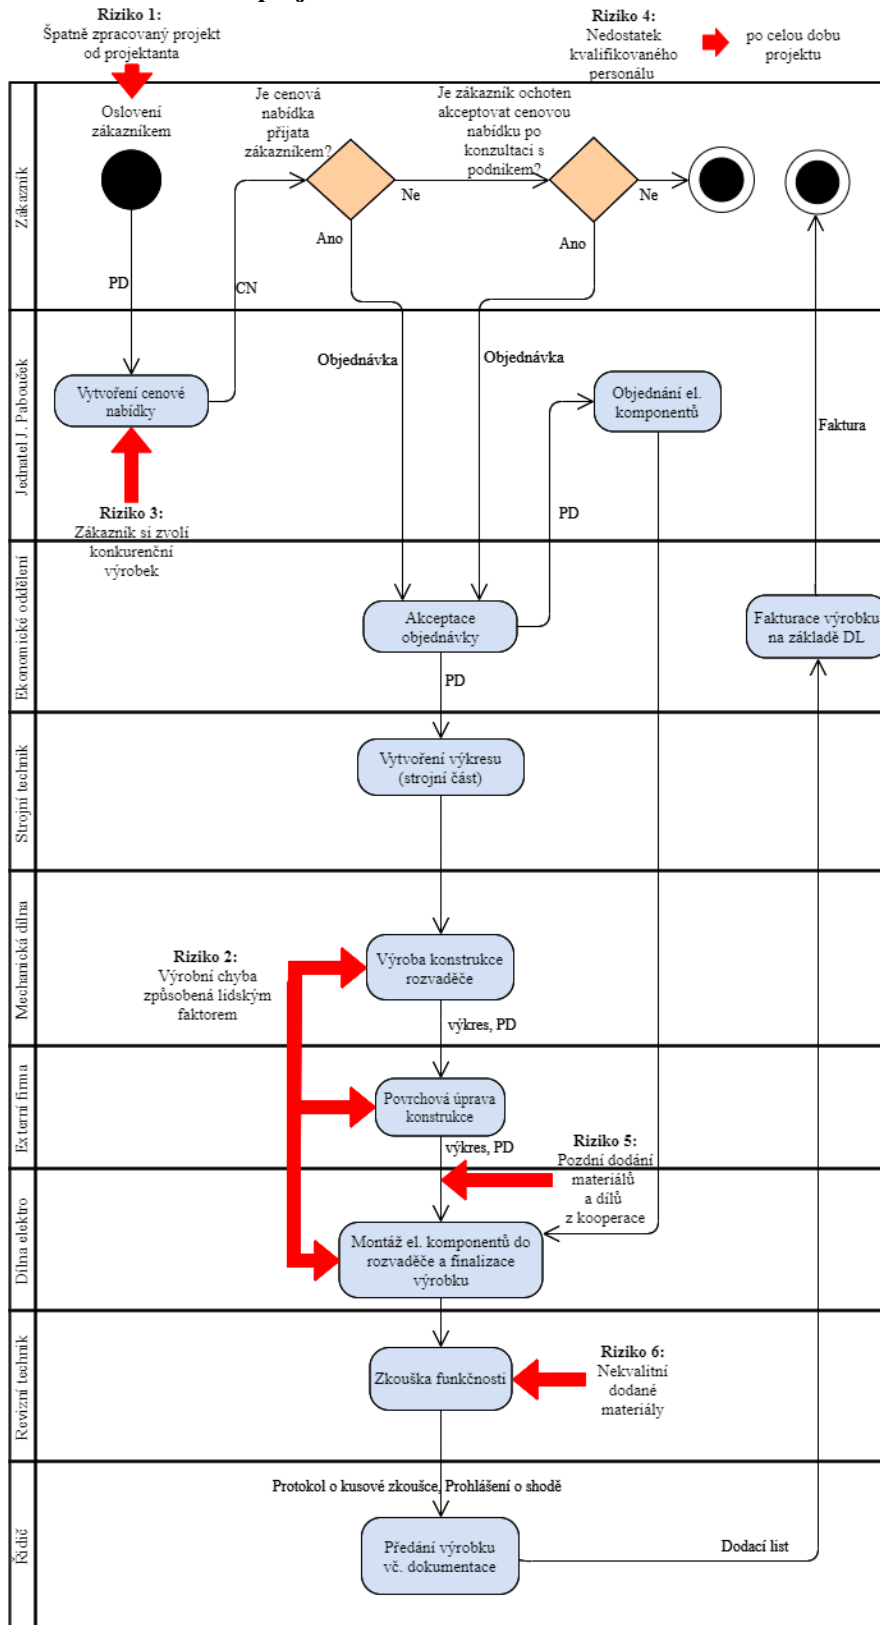 Riziko 1:
Špatně zpracovaný projekt
od projektanta
Riziko 4:
Nedostatek
kvalifikovaného
personálu
po celou dobu
projektu
Zákazník
Oslovení
zákazníkem
Je cenová
nabídka
přijata
zákazníkem?
Je zákazník ochoten
akceptovat cenovou
nabídku po
konzultaci s
podnikem?
Ne
Ne
Ano
Ano
PD
CN
Jednatel J. Pabouček
Objednávka
Objednávka
Vytvoření cenové
nabídky
Objednání el.
komponentů
Faktura
Riziko 3:
Zákazník si zvolí
konkurenční
výrobek
PD
Ekonomické oddělení
Akceptace
objednávky
Fakturace výrobku
na základě DL
PD
Strojní technik
Vytvoření výkresu
(strojní část)
Mechanická dílna
Riziko 2:
Výrobní chyba
způsobená lidským
faktorem
Výroba konstrukce
rozvaděče
výkres, PD
Externí firma
Povrchová úprava
konstrukce
výkres, PD
Riziko 5:
Pozdní dodání
materiálů
a dílů
z kooperace
Dílna elektro
Montáž el. komponentů do
rozvaděče a finalizace
výrobku
Revizní technik
Zkouška funkčnosti
Riziko 6:
Nekvalitní
dodané
materiály
Řidič
Protokol o kusové zkoušce, Prohlášení o shodě
Předání výrobku
vč. dokumentace
Dodací list